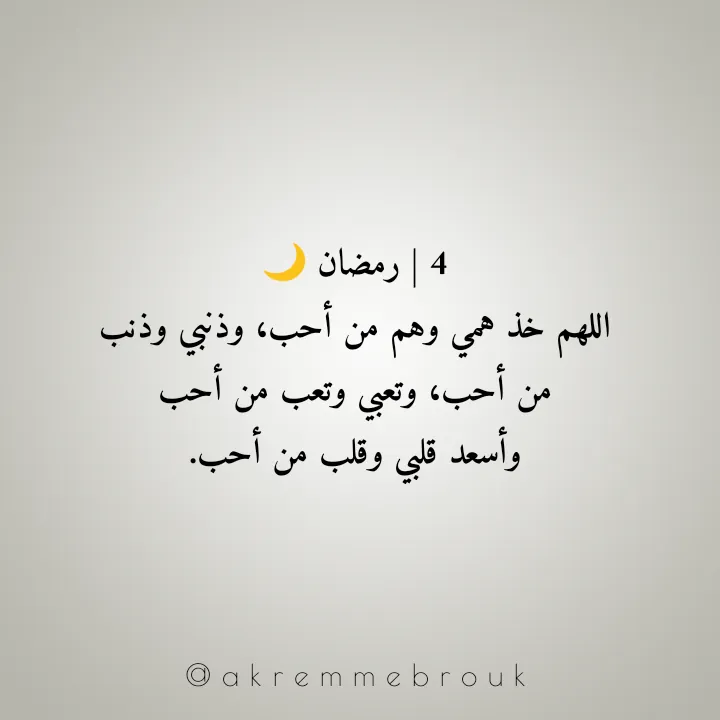 4 | رمضان 🌙
اللهم خذ همي وهم من أحب، وذنبي وذنب
من أحب، وتعبي وتعب من أحب
وأسعد قلبي وقلب من أحب.
@akremmebrouk